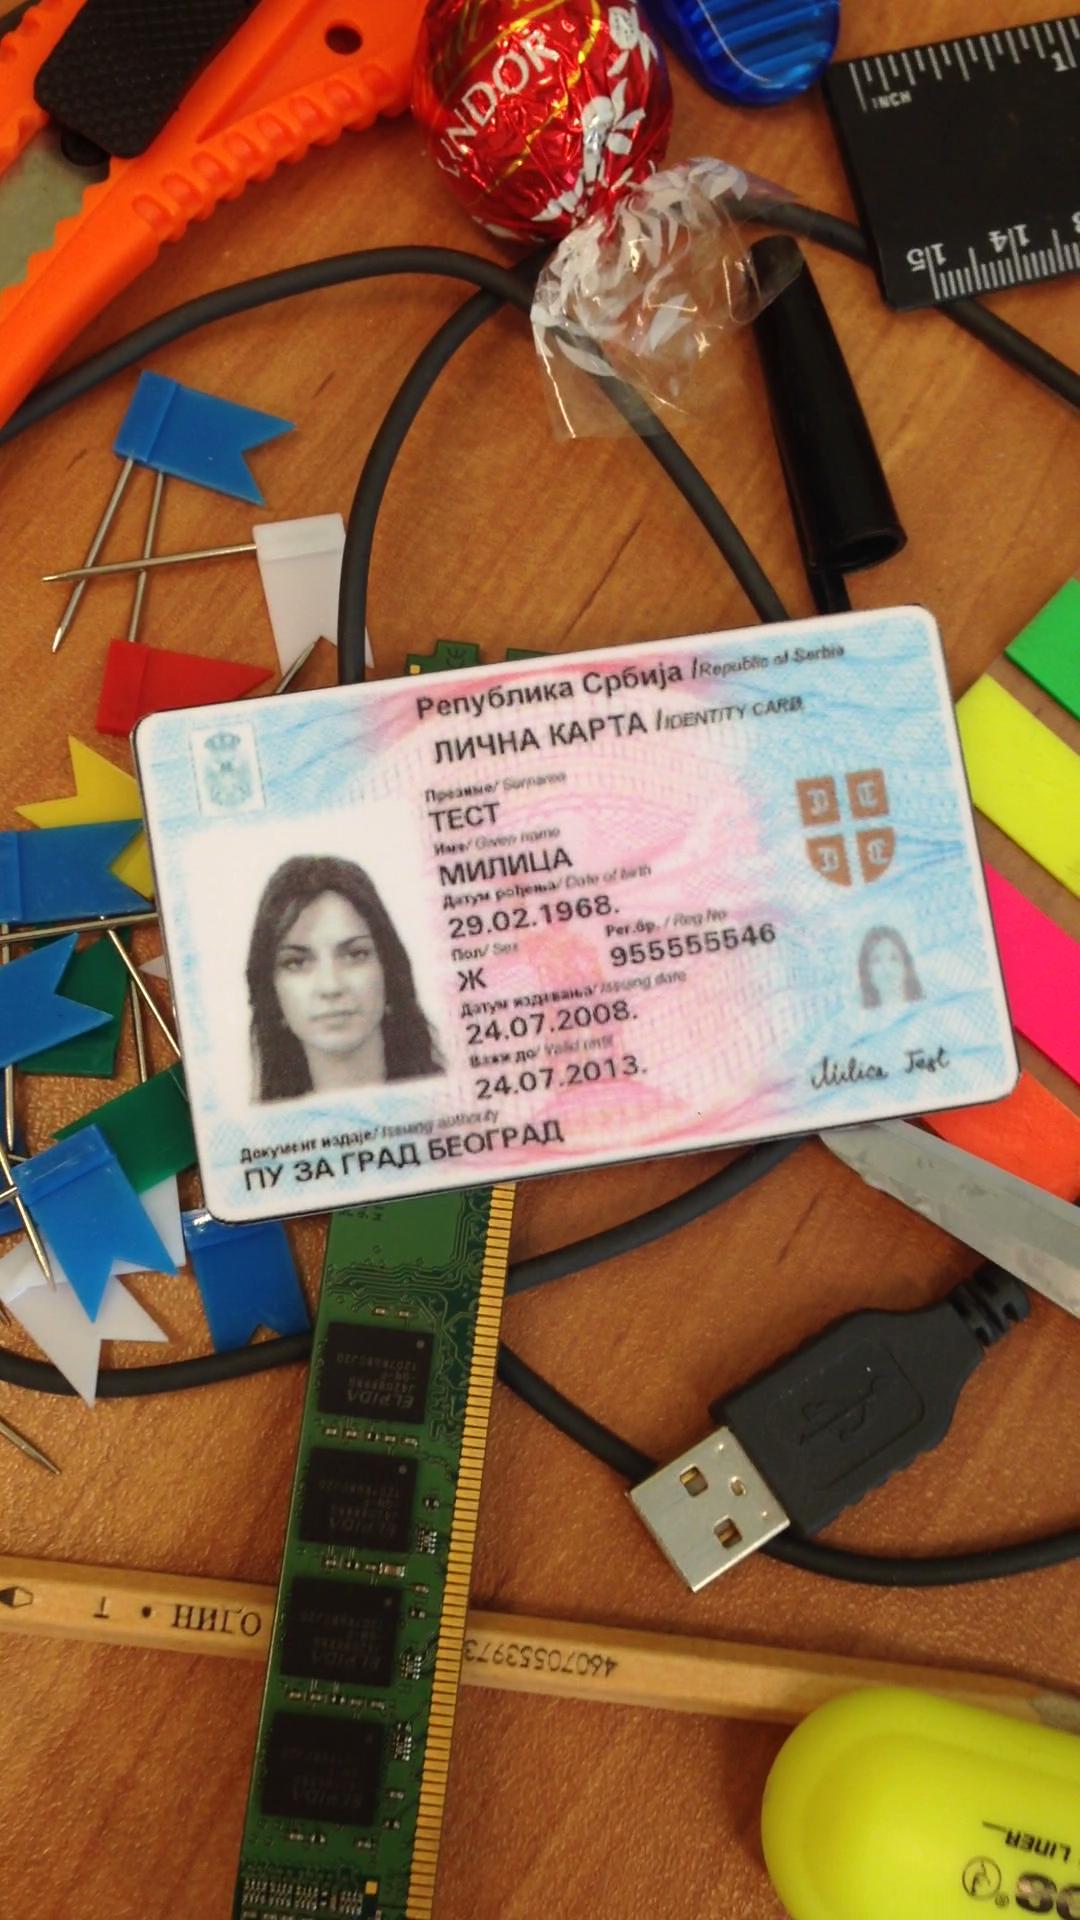 LINDOR
INCH
1
15 14
Република Србија /Republic of Serbia
ЛИЧНА КАРТА /IDENTITY CARD
Презиме/ Surname
ТЕСТ
Име/ Given name
МИЛИЦА
Датум рођења/ Date of birth
29.02.1968.
Пол/ Sex
Рег.бр. / Reg No
Ж
955555546
Датум издавања/ Issuing date
24.07.2008.
Важи до/ Valid until
24.07.2013.
Milica Test
Документ издаје/ Issuing authority
ПУ ЗА ГРАД БЕОГРАД
ELPIDA
ELPIDA
ELPIDA
ELPIDA
46070553973
LINER